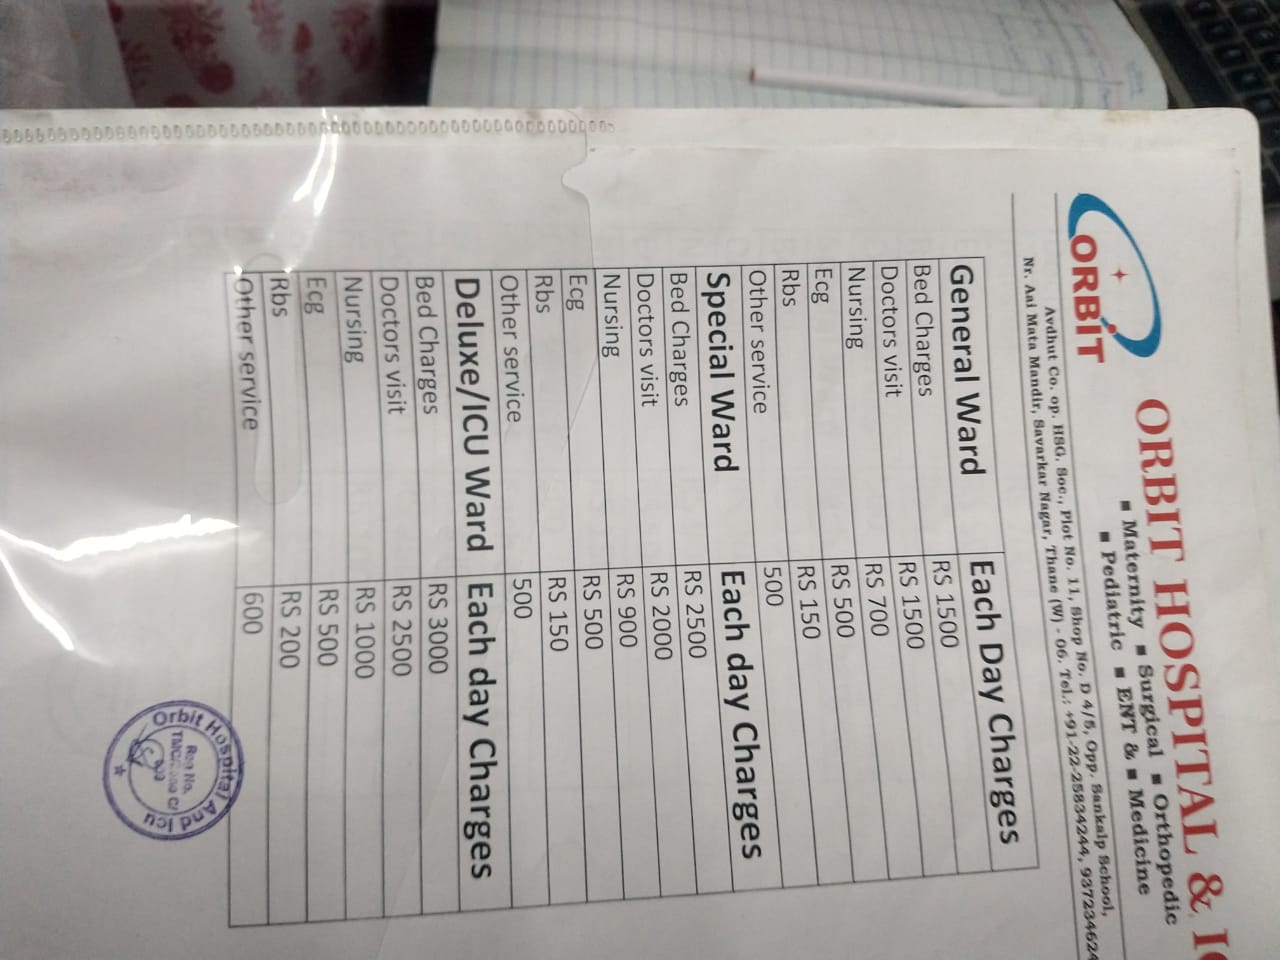 ORBIT
ORBIT HOSPITAL &
■ Maternity ■ Surgical ■ Orthopedic
■ Pediatric ■ ENT & ■ Medicine
Avdhut Co. op. HSG. Soc., Plot No. 11, Shop No. D 4/5, Opp. Sankalp School,
Nr. Aai Mata Mandir, Savarkar Nagar, Thane (W) - 06. Tel.: +91-22-25834244, 937234624
General Ward Each Day Charges
Bed Charges RS 1500
Doctors visit RS 1500
Nursing RS 700
Ecg RS 500
Rbs RS 150
Other service 500
Special Ward Each day Charges
Bed Charges RS 2500
Doctors visit RS 2000
Nursing RS 900
Ecg RS 500
Rbs RS 150
Other service 500
Deluxe/ICU Ward Each day Charges
Bed Charges RS 3000
Doctors visit RS 2500
Nursing RS 1000
Ecg RS 500
Rbs RS 200
Other service 600
Orbit Hospital And Icu
Reg No.